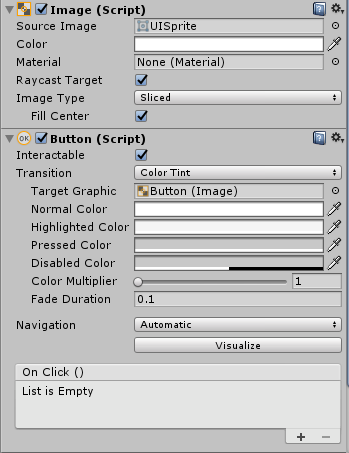 Image (Script)
Source Image UISprite
Color
Material None (Material)
Raycast Target
Image Type Sliced
Fill Center
OK Button (Script)
Interactable
Transition Color Tint
Target Graphic Button (Image)
Normal Color
Highlighted Color
Pressed Color
Disabled Color
Color Multiplier 1
Fade Duration 0.1
Navigation Automatic
Visualize
On Click ()
List is Empty
+ −